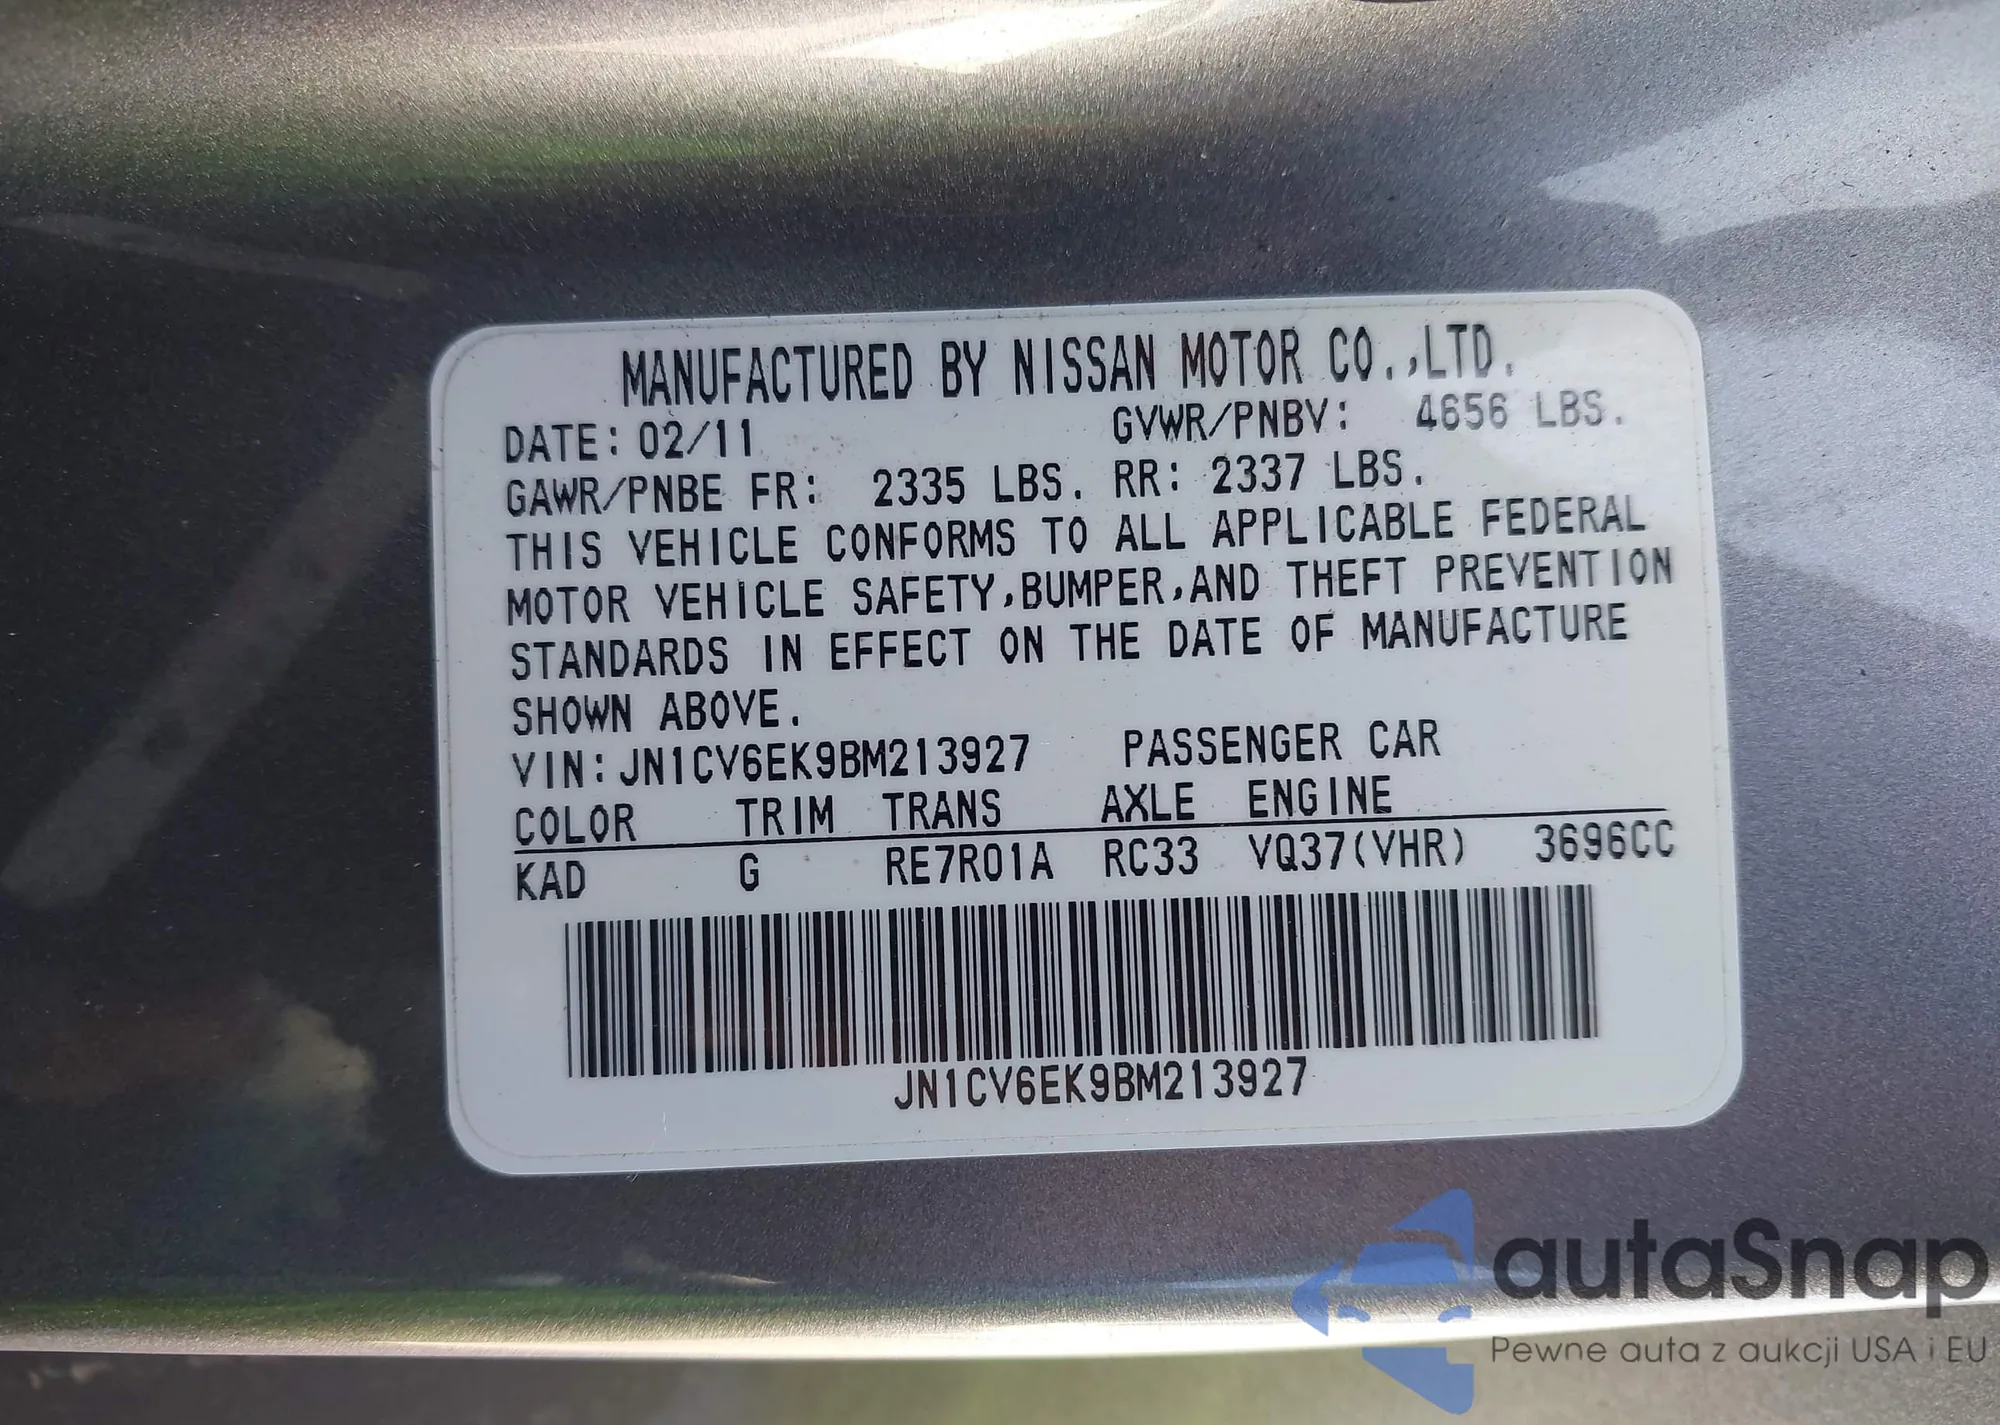 MANUFACTURED BY NISSAN MOTOR CO.,LTD.
DATE: 02/11 GVWR/PNBV: 4656 LBS.
GAWR/PNBE FR: 2335 LBS. RR: 2337 LBS.
THIS VEHICLE CONFORMS TO ALL APPLICABLE FEDERAL
MOTOR VEHICLE SAFETY,BUMPER,AND THEFT PREVENTION
STANDARDS IN EFFECT ON THE DATE OF MANUFACTURE
SHOWN ABOVE.
VIN:JN1CV6EK9BM213927 PASSENGER CAR
COLOR TRIM TRANS AXLE ENGINE
KAD G RE7R01A RC33 VQ37(VHR) 3696CC
JN1CV6EK9BM213927
autaSnap
Pewne auta z aukcji USA i EU